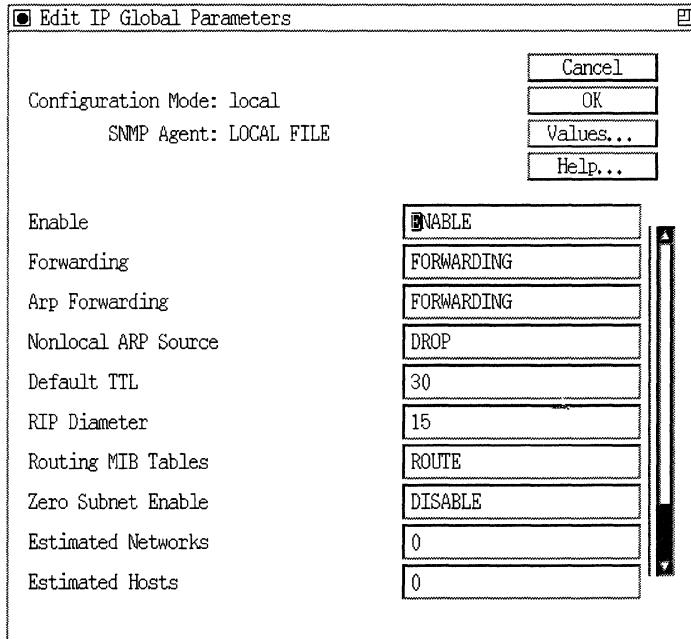 Edit IP Global Parameters
Cancel
Configuration Mode: local
OK
SNMP Agent: LOCAL FILE
Values...
Help...
Enable ENABLE
Forwarding FORWARDING
Arp Forwarding FORWARDING
Nonlocal ARP Source DROP
Default TTL 30
RIP Diameter 15
Routing MIB Tables ROUTE
Zero Subnet Enable DISABLE
Estimated Networks 0
Estimated Hosts 0